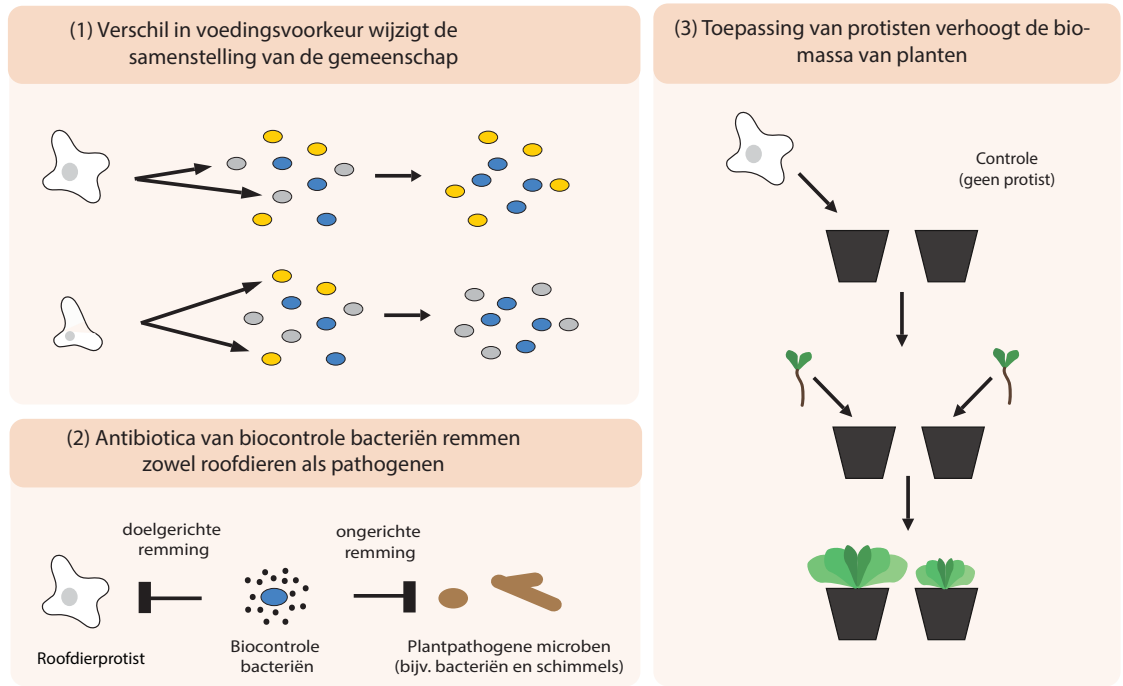 (1) Verschil in voedingsvoorkeur wijzigt de
samenstelling van de gemeenschap
(2) Antibiotica van biocontrole bacteriën remmen
zowel roofdieren als pathogenen
doelgerichte
remming
ongerichte
remming
Roofdierprotist
Biocontrole
bacteriën
Plantpathogene microben
(bijv. bacteriën en schimmels)
(3) Toepassing van protisten verhoogt de bio-
massa van planten
Controle
(geen protist)